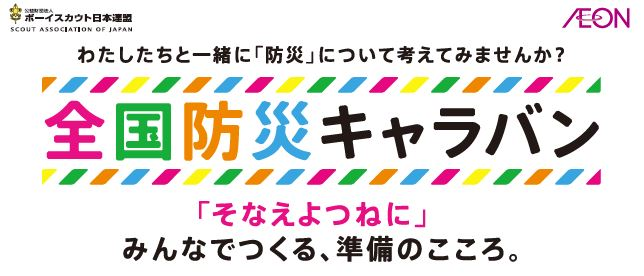 公益財団法人
ボーイスカウト日本連盟
SCOUT ASSOCIATION OF JAPAN
ÆON
わたしたちと一緒に「防災」について考えてみませんか?
全国防災キャラバン
「そなえよつねに」
みんなでつくる、準備のこころ。